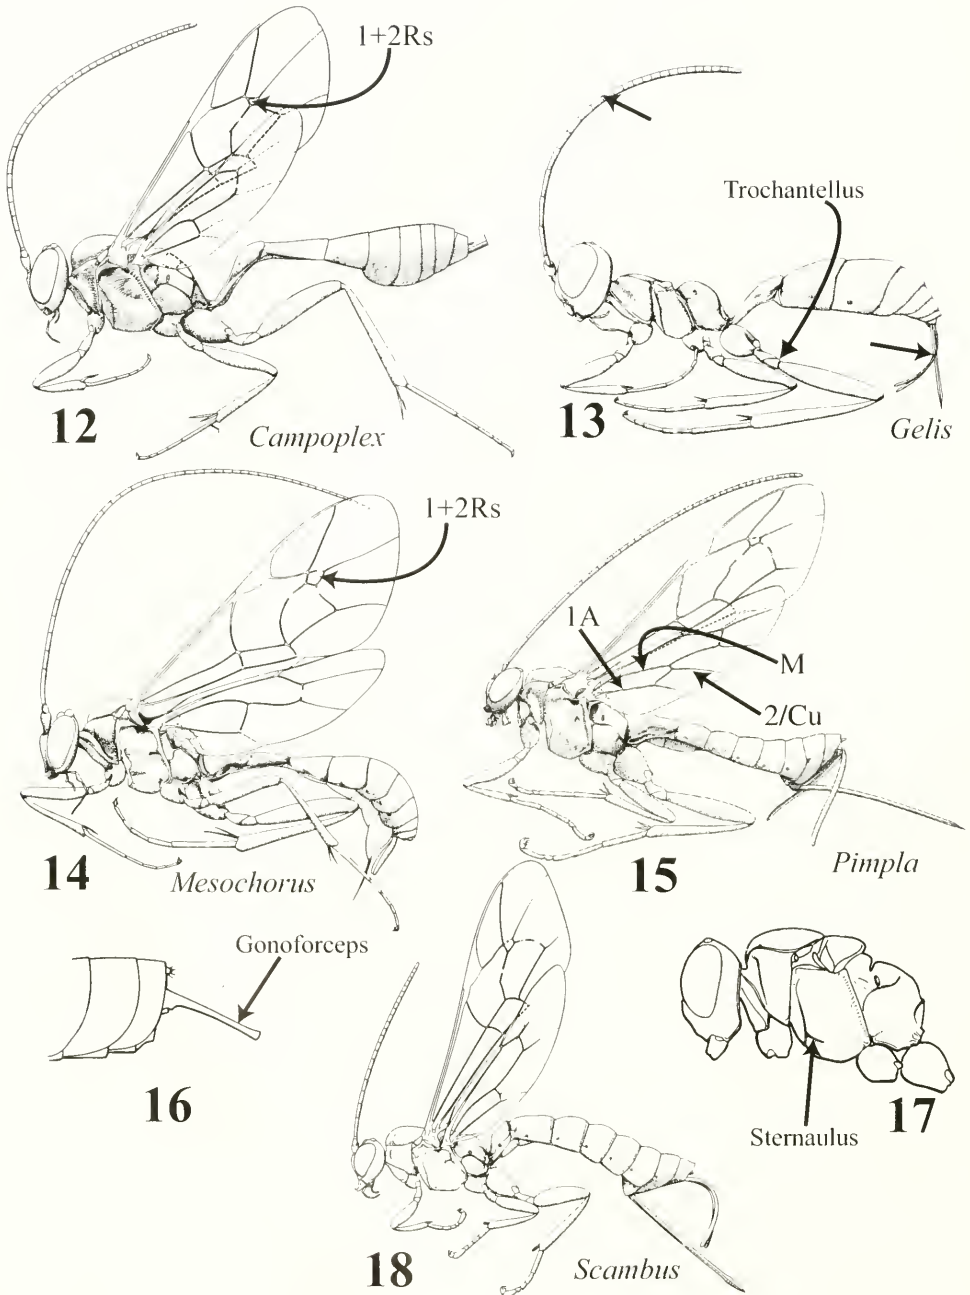 1+2Rs
12
Campoplex
Trochantellus
13
Gelis
1+2Rs
14
Mesochorus
1A
M
2/Cu
15
Pimpla
Gonoforceps
16
Sternaulus
17
18
Scambus